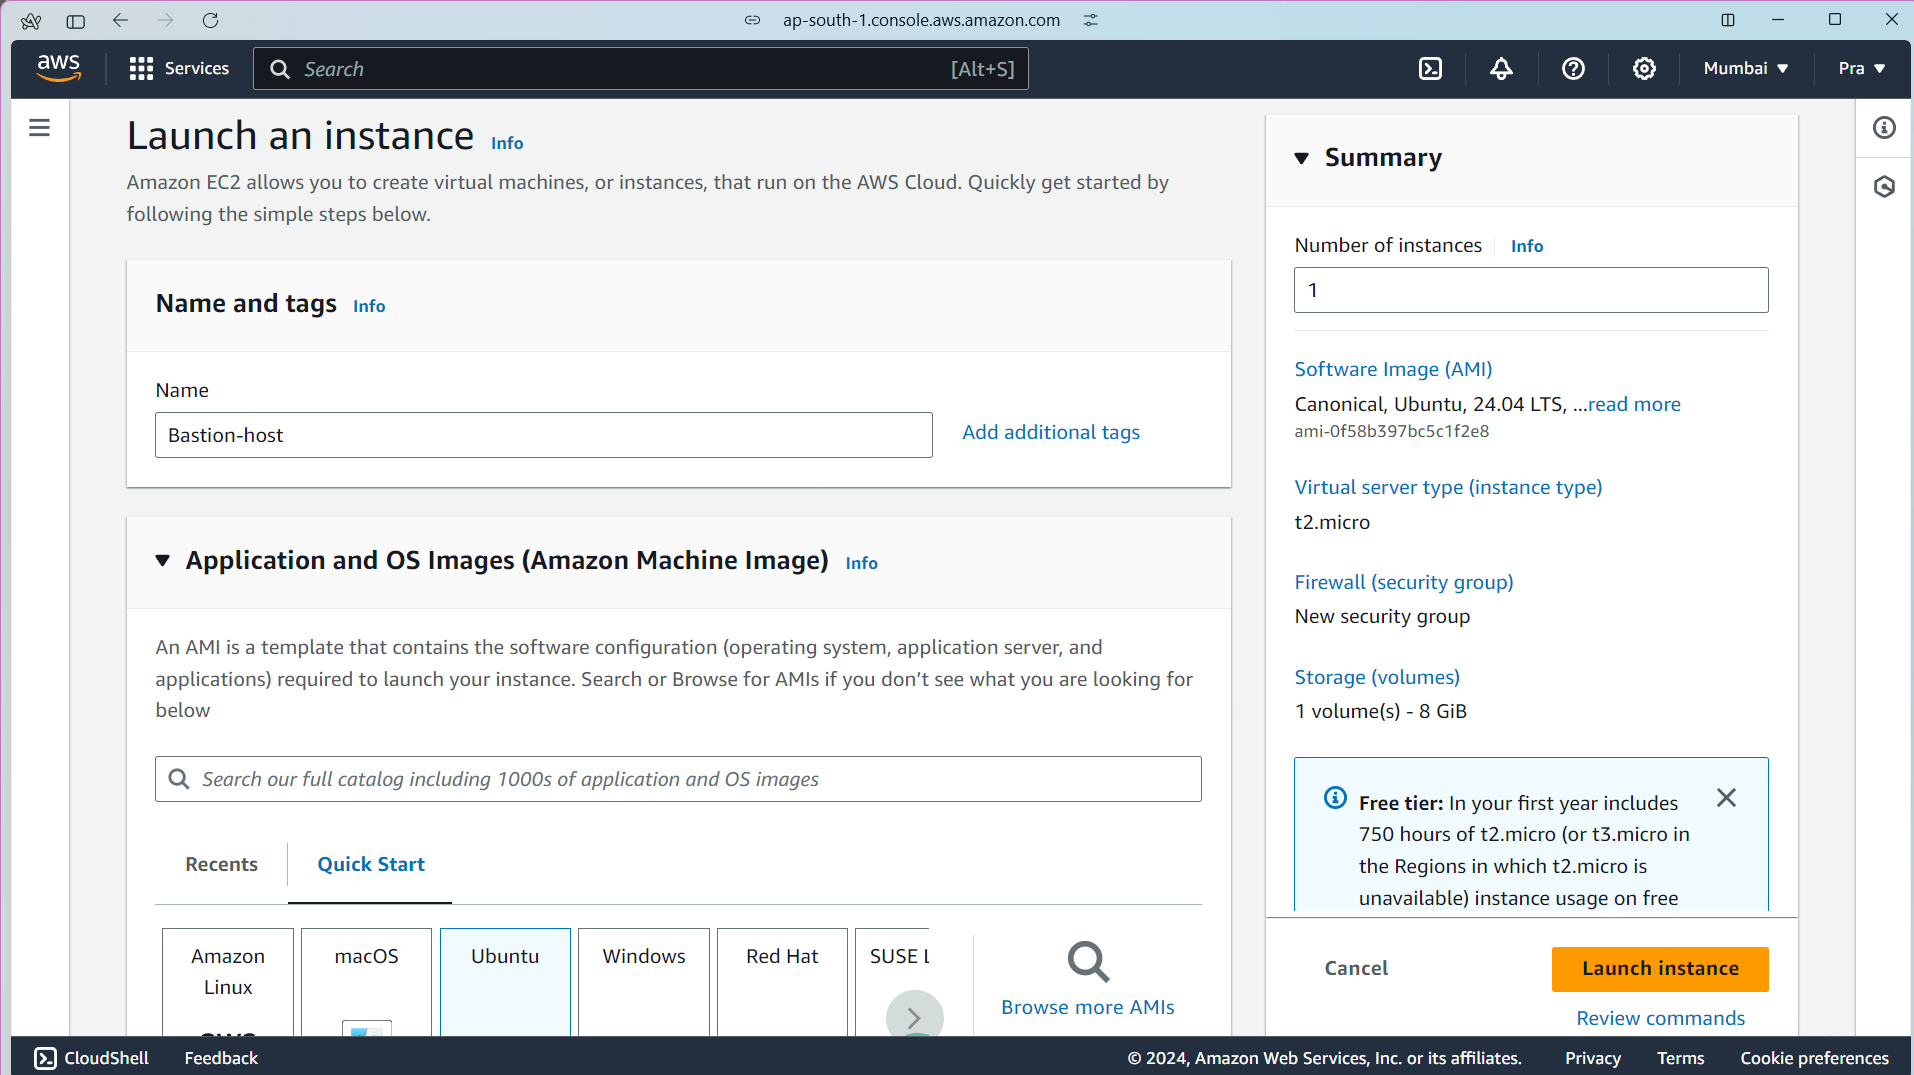 ap-south-1.console.aws.amazon.com
aws
Services
Search
[Alt+S]
Mumbai
Pra
Launch an instance Info
Amazon EC2 allows you to create virtual machines, or instances, that run on the AWS Cloud. Quickly get started by
following the simple steps below.
Name and tags Info
Name
Bastion-host
Add additional tags
Application and OS Images (Amazon Machine Image) Info
An AMI is a template that contains the software configuration (operating system, application server, and
applications) required to launch your instance. Search or Browse for AMIs if you don’t see what you are looking for
below
Search our full catalog including 1000s of application and OS images
Recents
Quick Start
Amazon
Linux
aws
macOS
Ubuntu
Windows
Red Hat
SUSE L
Browse more AMIs
Summary
Number of instances Info
1
Software Image (AMI)
Canonical, Ubuntu, 24.04 LTS, ...read more
ami-0f58b397bc5c1f2e8
Virtual server type (instance type)
t2.micro
Firewall (security group)
New security group
Storage (volumes)
1 volume(s) - 8 GiB
Free tier: In your first year includes
750 hours of t2.micro (or t3.micro in
the Regions in which t2.micro is
unavailable) instance usage on free
Cancel
Launch instance
Review commands
CloudShell
Feedback
© 2024, Amazon Web Services, Inc. or its affiliates.
Privacy
Terms
Cookie preferences